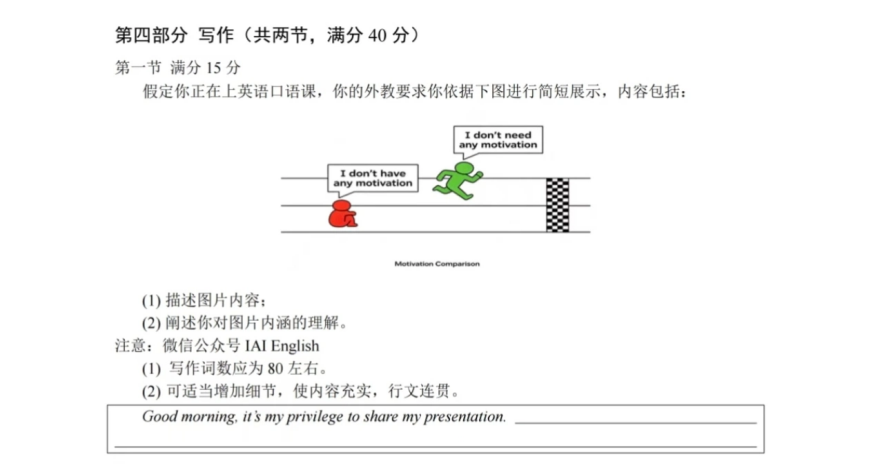 第四部分 写作（共两节，满分 40 分）
第一节 满分 15 分
假定你正在上英语口语课，你的外教要求你依据下图进行简短展示，内容包括：
I don't need
any motivation
I don't have
any motivation
Motivation Comparison
(1) 描述图片内容；
(2) 阐述你对图片内涵的理解。
注意：微信公众号 IAI English
(1) 写作词数应为 80 左右。
(2) 可适当增加细节，使内容充实，行文连贯。
Good morning, it's my privilege to share my presentation.